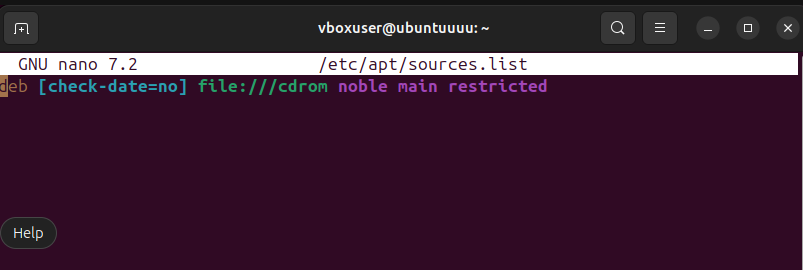 vboxuser@ubuntuuuu: ~
GNU nano 7.2 /etc/apt/sources.list
deb [check-date=no] file:///cdrom noble main restricted
Help